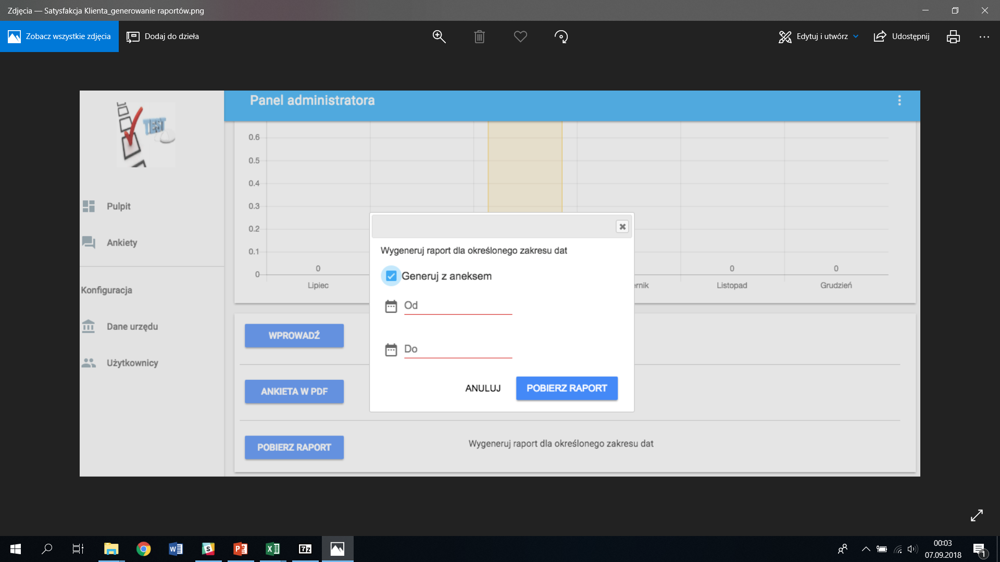 Zdjęcia — Satysfakcja Klienta_generowanie raportów.png
Zobacz wszystkie zdjęcia
Dodaj do dzieła
Edytuj i utwórz
Udostępnij
Panel administratora
TEST
Pulpit
Ankiety
Konfiguracja
Dane urzędu
Użytkownicy
0.6
0.5
0.4
0.3
0.2
0.1
0
0
0
0
Lipiec
ernik
Listopad
Grudzień
Wygeneruj raport dla określonego zakresu dat
Generuj z aneksem
Od
Do
ANULUJ
POBIERZ RAPORT
WPROWADŹ
ANKIETA W PDF
POBIERZ RAPORT
Wygeneruj raport dla określonego zakresu dat
00:03
07.09.2018
1